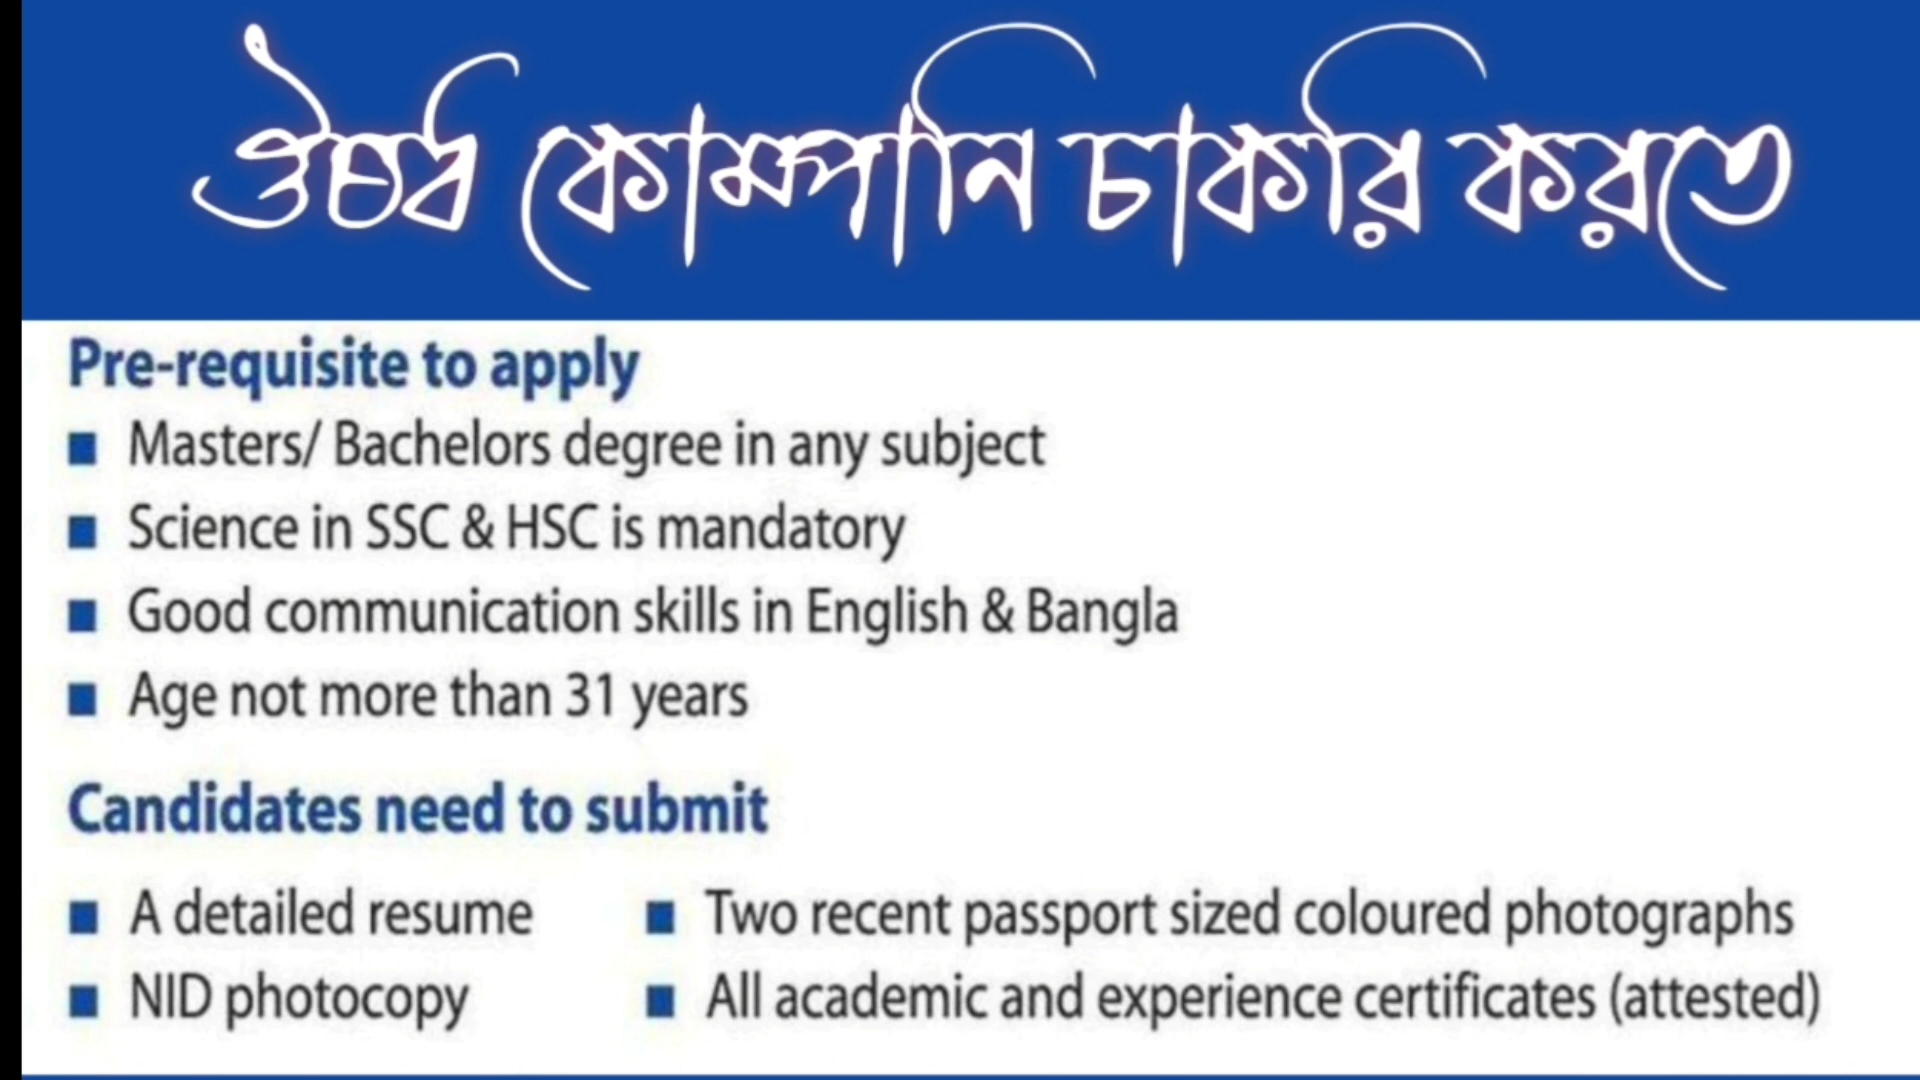 ঔষধ কোম্পানি চাকরি করতে
Pre-requisite to apply
■ Masters/ Bachelors degree in any subject
■ Science in SSC & HSC is mandatory
■ Good communication skills in English & Bangla
■ Age not more than 31 years
Candidates need to submit
■ A detailed resume ■ Two recent passport sized coloured photographs
■ NID photocopy ■ All academic and experience certificates (attested)